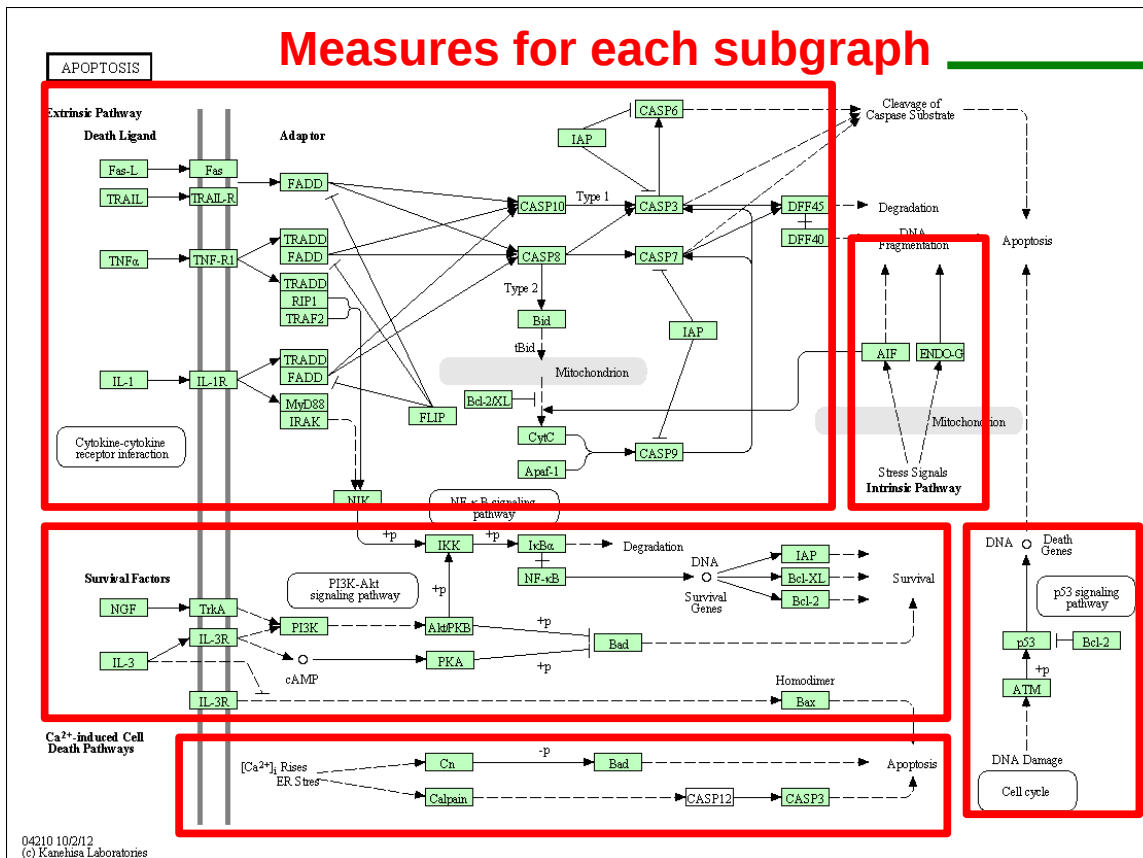 Measures for each subgraph
APOPTOSIS
Extrinsic Pathway
Death Ligand
Adaptor
Fas-L
Fas
TRAIL
TRAIL-R
FADD
TNFα
TNF-R1
TRADD
FADD
TRADD
RIP1
TRAF2
IL-1
IL-1R
TRADD
FADD
MyD88
IRAK
FLIP
Cytokine-cytokine
receptor interaction
NIK
CASP6
IAP
CASP10
Type 1
CASP3
CASP8
CASP7
Type 2
Bid
tBid
Mitochondrion
IAP
Bcl-2/XL
CytC
Apaf-1
CASP9
DFF45
DFF40
Cleavage of
Caspase Substrate
Degradation
DNA
Fragmentation
Apoptosis
AIF
ENDO-G
Mitochondrion
Stress Signals
Intrinsic Pathway
NF-κB signaling
pathway
+p
IKK
+p
IκBα
Degradation
NF-κB
DNA
Survival
Genes
IAP
Bcl-XL
Bcl-2
Survival
Survival Factors
PI3K-Akt
signaling pathway
+p
NGF
TrkA
IL-3R
IL-3
PI3K
Akt/PKB
+p
Bad
cAMP
PKA
+p
IL-3R
Homodimer
Bax
DNA
Death
Genes
p53 signaling
pathway
p53
Bcl-2
+p
ATM
DNA Damage
Cell cycle
Ca²⁺-induced Cell
Death Pathways
[Ca²⁺]i Rises
ER Stres
Cn
-p
Bad
Apoptosis
Calpain
CASP12
CASP3
04210 10/2/12
(c) Kanehisa Laboratories